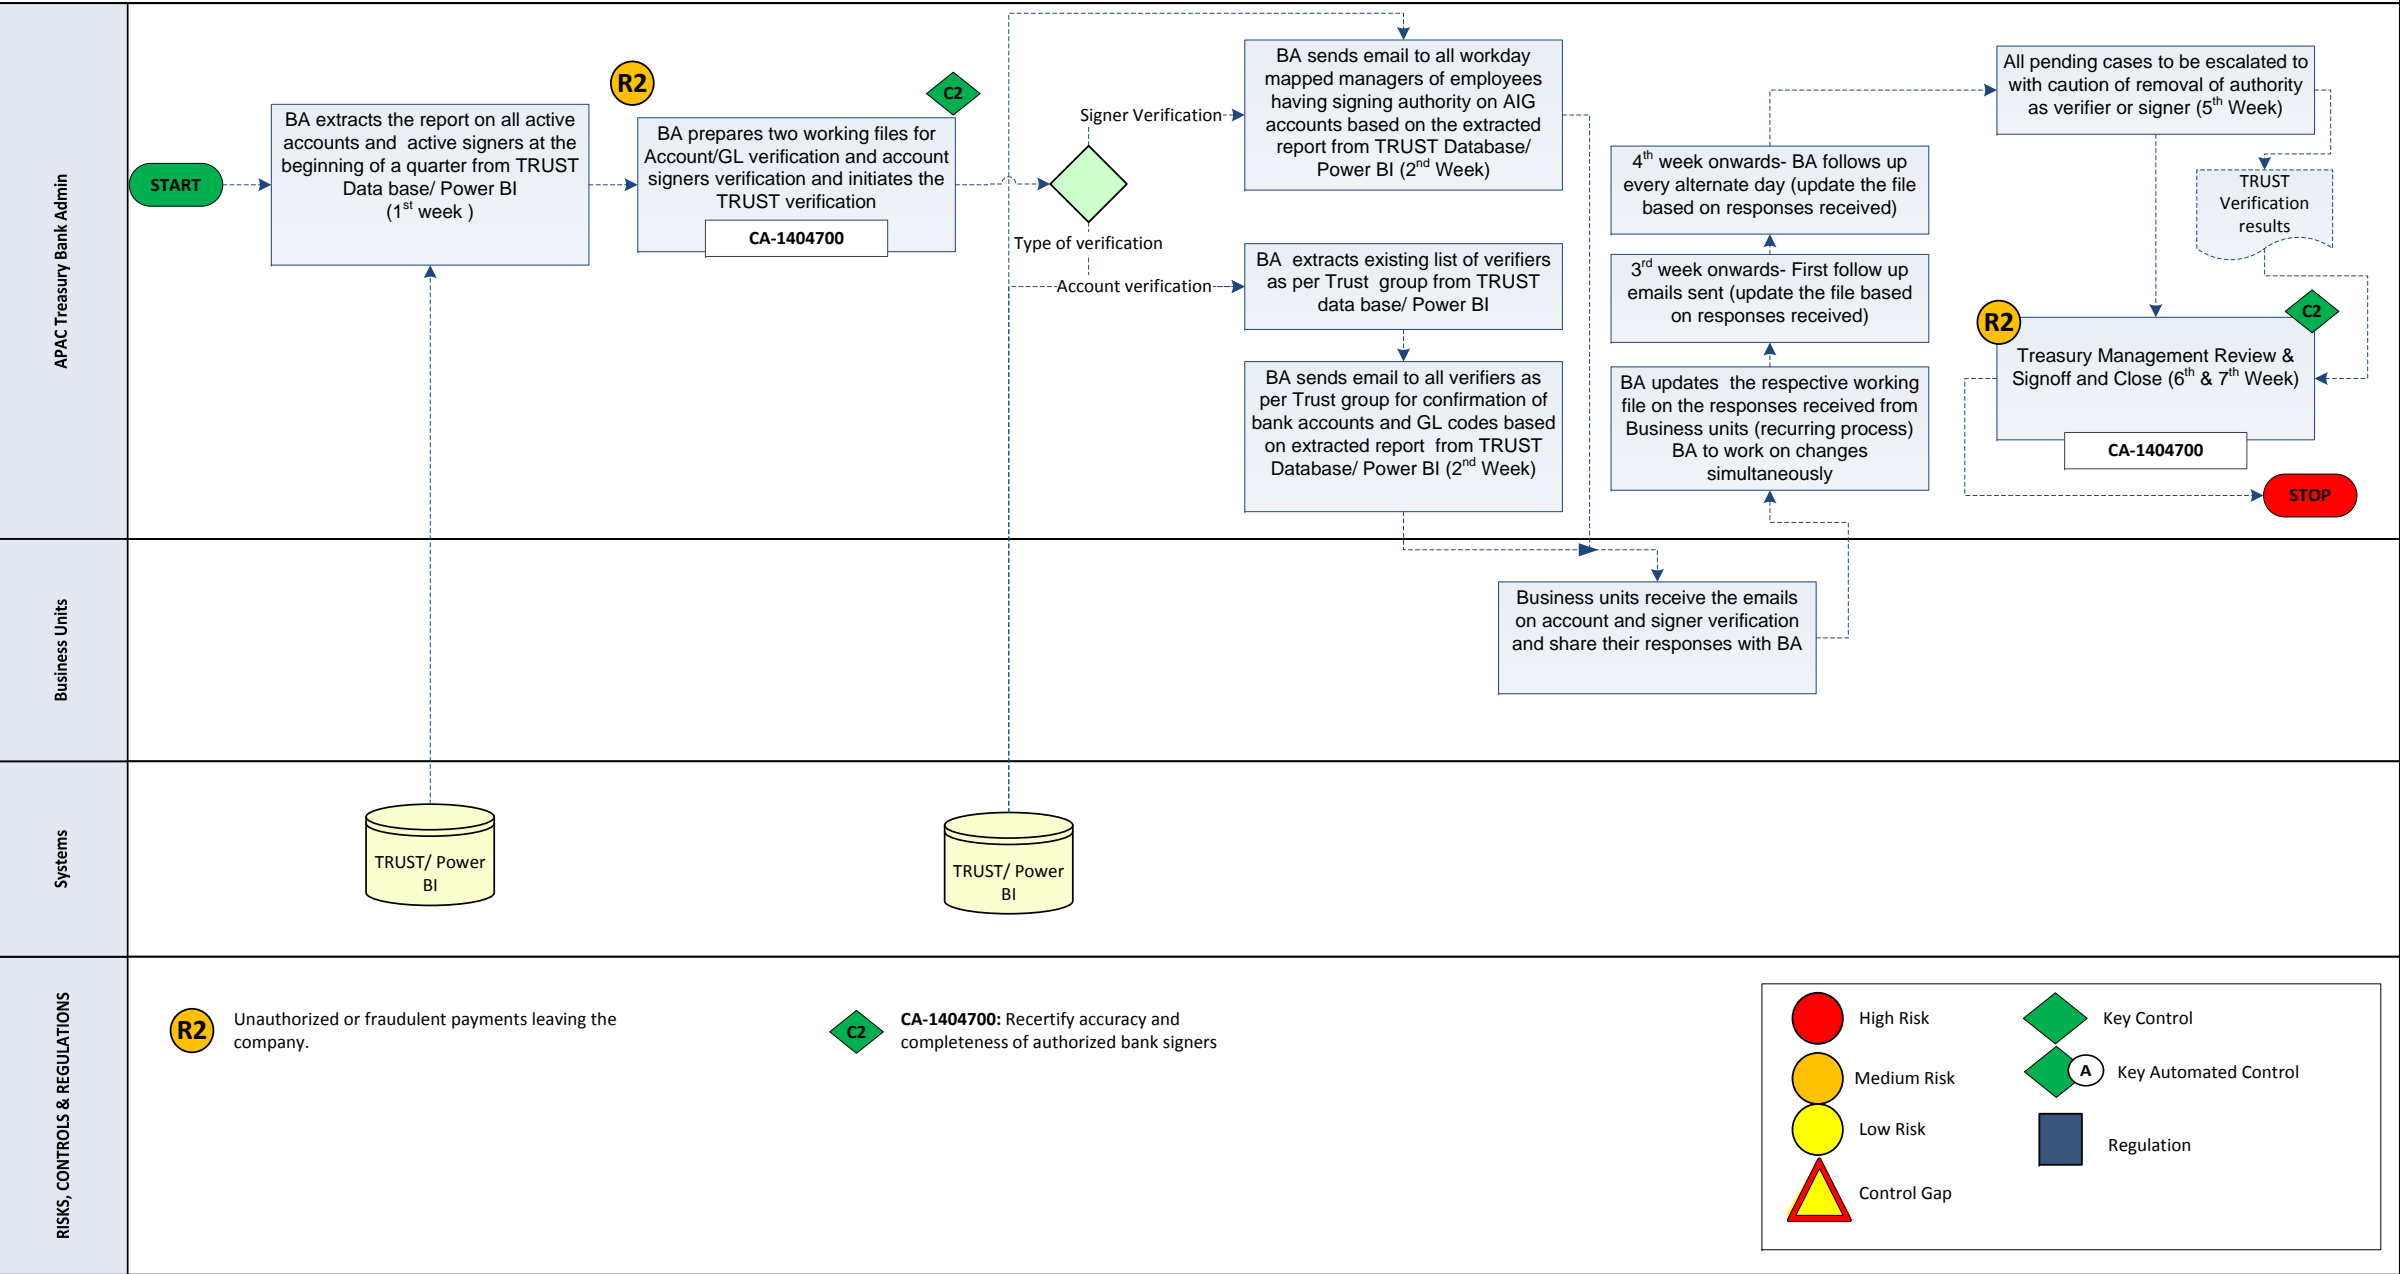 APAC Treasury Bank Admin
START
BA extracts the report on all active
accounts and active signers at the
beginning of a quarter from TRUST
Data base/ Power BI
(1st week )
R2
C2
BA prepares two working files for
Account/GL verification and account
signers verification and initiates the
TRUST verification
CA-1404700
Signer Verification
Type of verification
Account verification
BA sends email to all workday
mapped managers of employees
having signing authority on AIG
accounts based on the extracted
report from TRUST Database/
Power BI (2nd Week)
BA extracts existing list of verifiers
as per Trust group from TRUST
data base/ Power BI
BA sends email to all verifiers as
per Trust group for confirmation of
bank accounts and GL codes based
on extracted report from TRUST
Database/ Power BI (2nd Week)
4th week onwards- BA follows up
every alternate day (update the file
based on responses received)
3rd week onwards- First follow up
emails sent (update the file based
on responses received)
BA updates the respective working
file on the responses received from
Business units (recurring process)
BA to work on changes
simultaneously
All pending cases to be escalated to
with caution of removal of authority
as verifier or signer (5th Week)
TRUST
Verification
results
R2
C2
Treasury Management Review &
Signoff and Close (6th & 7th Week)
CA-1404700
STOP
Business Units
Business units receive the emails
on account and signer verification
and share their responses with BA
Systems
TRUST/ Power
BI
TRUST/ Power
BI
RISKS, CONTROLS & REGULATIONS
R2
Unauthorized or fraudulent payments leaving the
company.
C2
CA-1404700: Recertify accuracy and
completeness of authorized bank signers
High Risk
Key Control
Medium Risk
A
Key Automated Control
Low Risk
Regulation
Control Gap